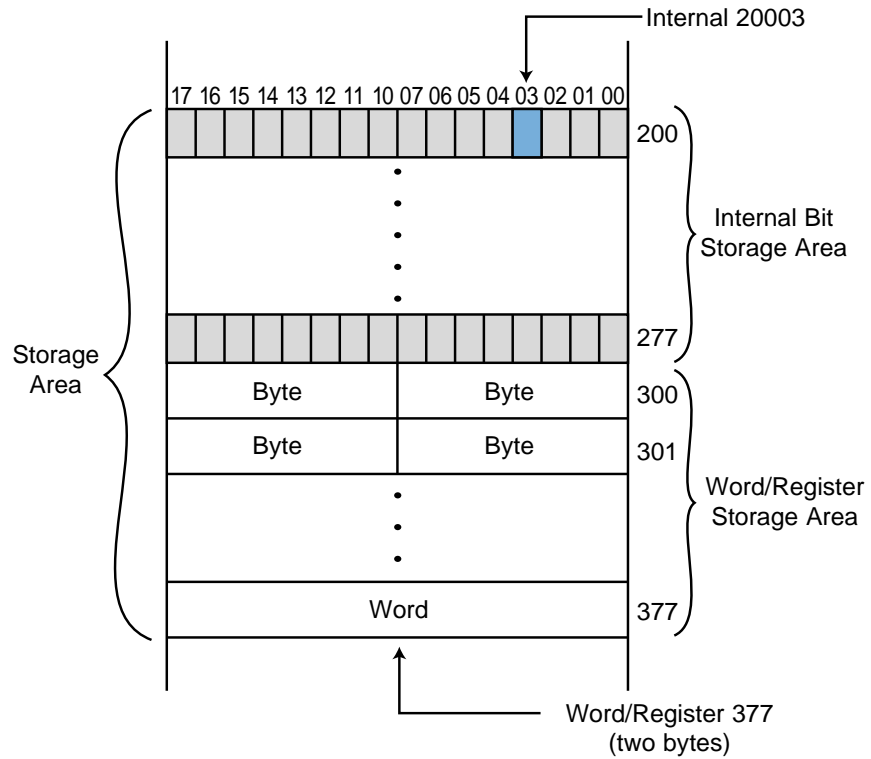 Internal 20003
17 16 15 14 13 12 11 10 07 06 05 04 03 02 01 00
200
Internal Bit
Storage Area
277
Storage
Area
Byte Byte 300
Byte Byte 301
Word/Register
Storage Area
Word 377
Word/Register 377
(two bytes)